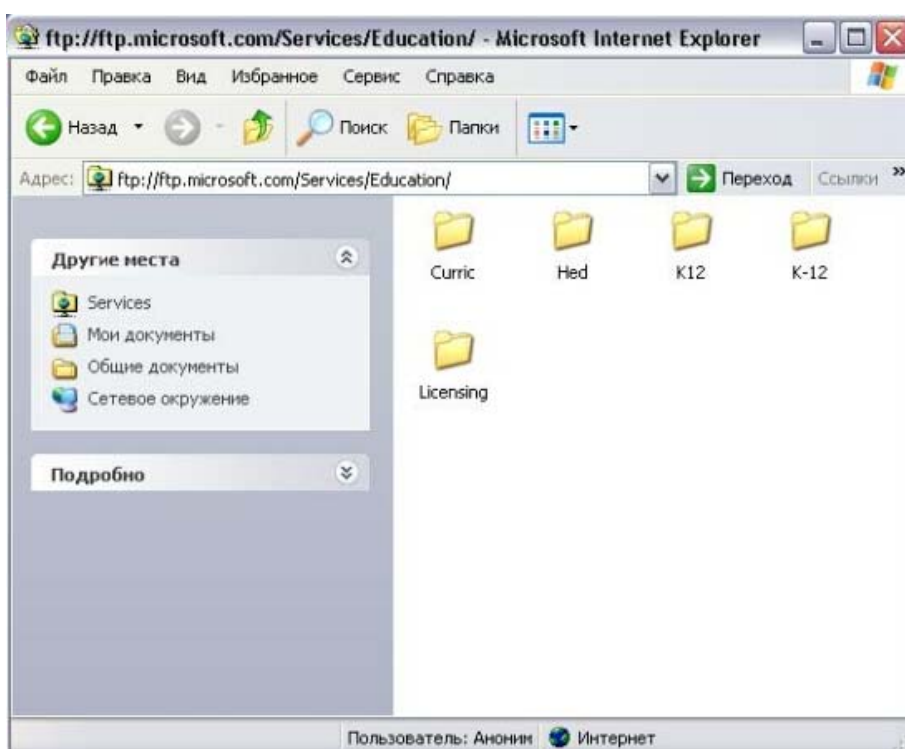 ftp://ftp.microsoft.com/Services/Education/ - Microsoft Internet Explorer
Файл Правка Вид Избранное Сервис Справка
Назад Поиск Папки
Адрес: ftp://ftp.microsoft.com/Services/Education/ Переход Ссылки »
Другие места
Services
Мои документы
Общие документы
Сетевое окружение
Подробно
Curric Hed K12 K-12
Licensing
Пользователь: Аноним Интернет